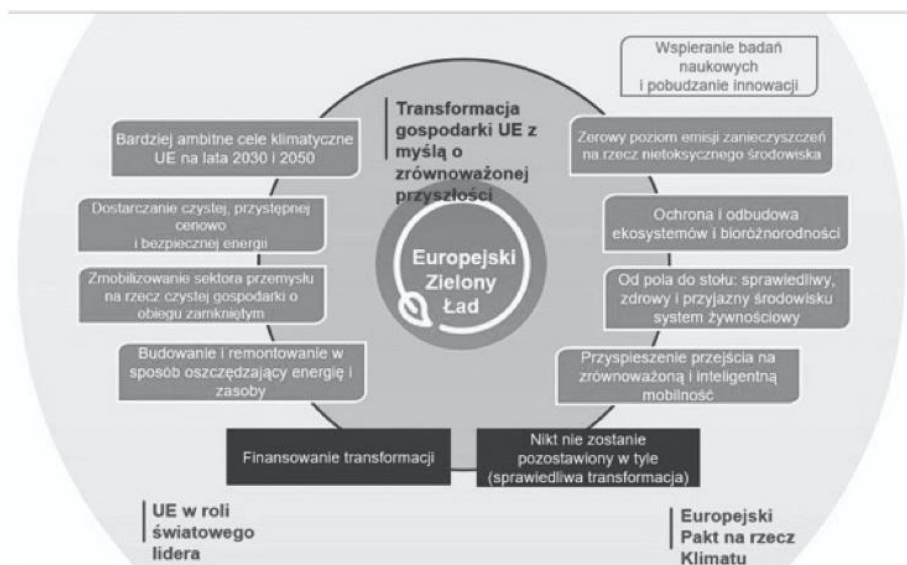 Wspieranie badań
naukowych
i pobudzanie innowacji
Transformacja
gospodarki UE z
myślą o
zrównoważonej
przyszłości
Bardziej ambitne cele klimatyczne
UE na lata 2030 i 2050
Zerowy poziom emisji zanieczyszczeń
na rzecz nietoksycznego środowiska
Dostarczanie czystej, przystępnej
cenowo
i bezpiecznej energii
Ochrona i odbudowa
ekosystemów i bioróżnorodności
Europejski
Zielony
Ład
Zmobilizowanie sektora przemysłu
na rzecz czystej gospodarki o
obiegu zamkniętym
Od pola do stołu: sprawiedliwy,
zdrowy i przyjazny środowisku
system żywnościowy
Budowanie i remontowanie w
sposób oszczędzający energię i
zasoby
Przyspieszenie przejścia na
zrównoważoną i inteligentną
mobilność
Finansowanie transformacji
Nikt nie zostanie
pozostawiony w tyle
(sprawiedliwa transformacja)
UE w roli
światowego
lidera
Europejski
Pakt na rzecz
Klimatu